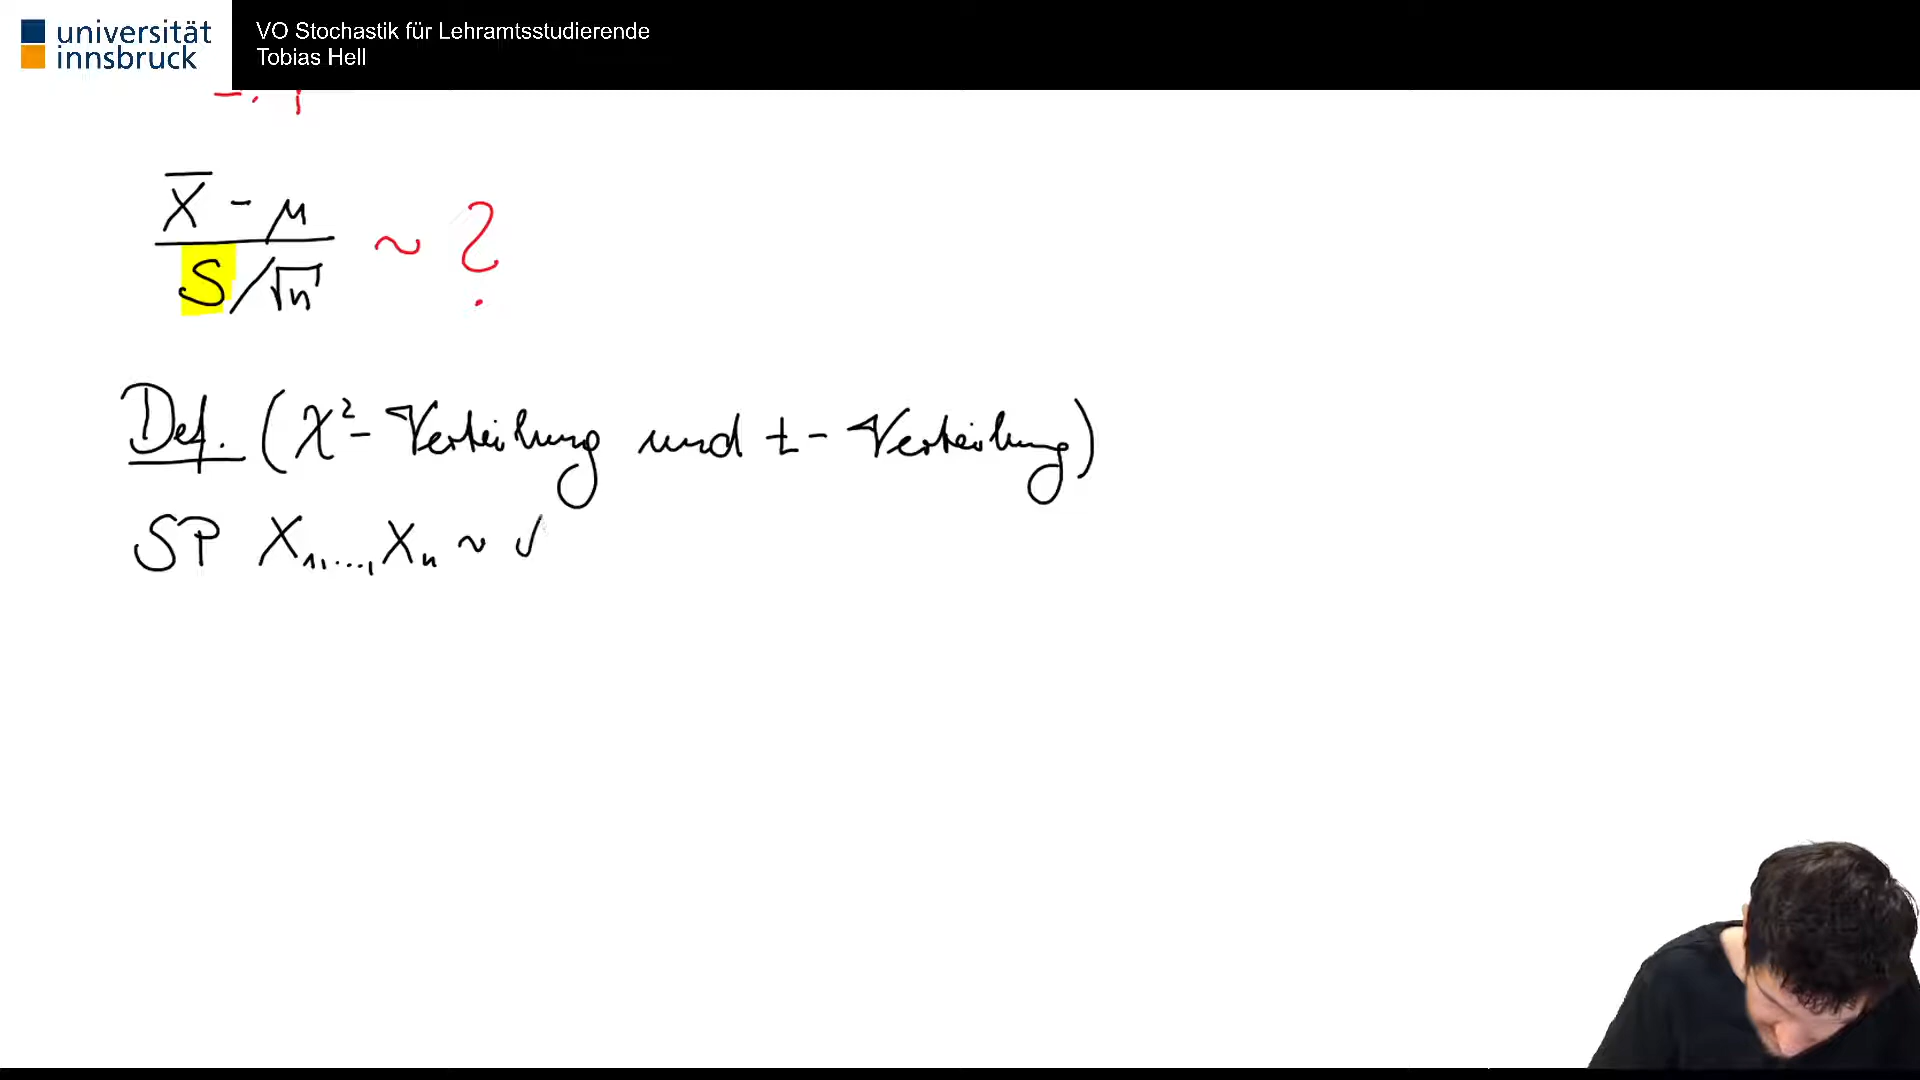 universität
innsbruck
VO Stochastik für Lehramtsstudierende
Tobias Hell
X̅ - μ
S/√n
~ ?
Def. (χ²- Verteilung und t - Verteilung)
SP X₁,...,Xₙ ~